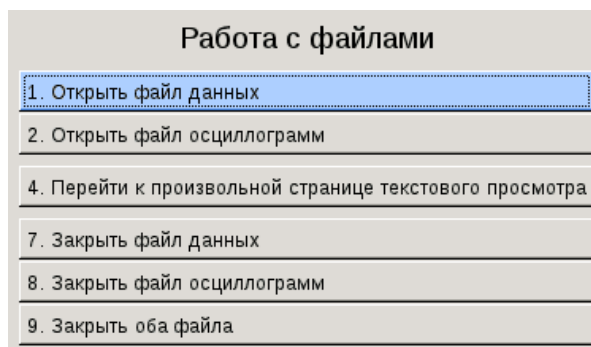 Работа с файлами
1. Открыть файл данных
2. Открыть файл осциллограмм
4. Перейти к произвольной странице текстового просмотра
7. Закрыть файл данных
8. Закрыть файл осциллограмм
9. Закрыть оба файла